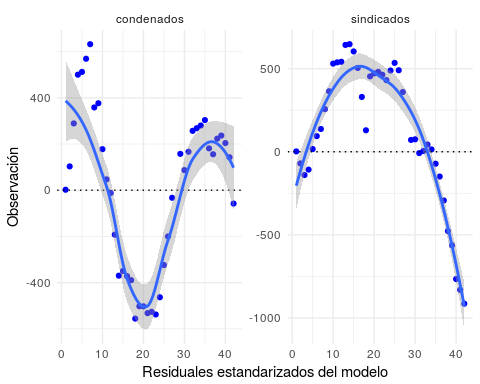 condenados
sindicados
Observación
400
0
-400
500
0
-500
-1000
0 10 20 30 40
0 10 20 30 40
Residuales estandarizados del modelo